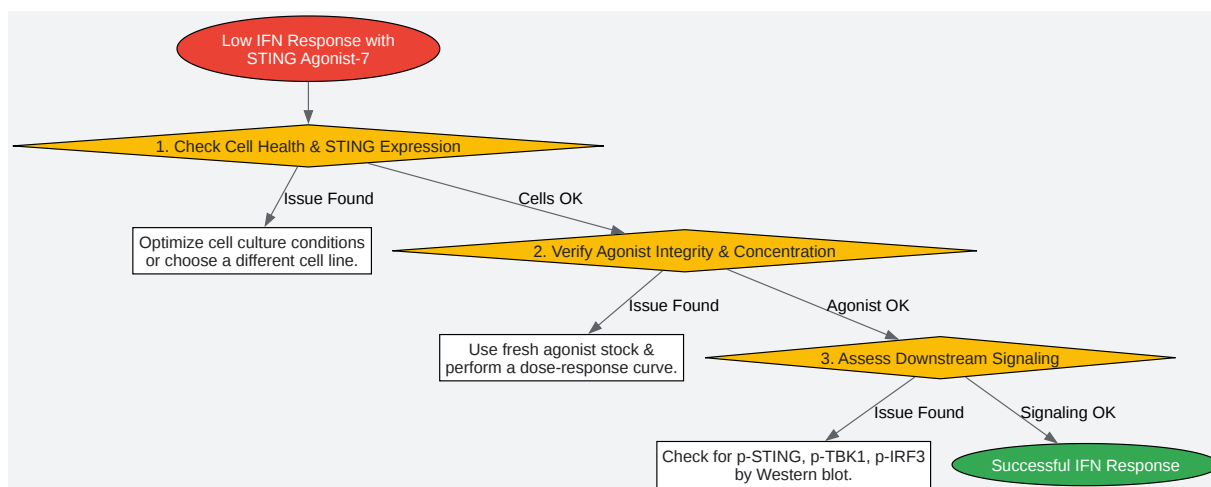 Low IFN Response with
STING Agonist-7
1. Check Cell Health & STING Expression
Issue Found
Cells OK
Optimize cell culture conditions
or choose a different cell line.
2. Verify Agonist Integrity & Concentration
Issue Found
Agonist OK
Use fresh agonist stock &
perform a dose-response curve.
3. Assess Downstream Signaling
Issue Found
Signaling OK
Check for p-STING, p-TBK1, p-IRF3
by Western blot.
Successful IFN Response